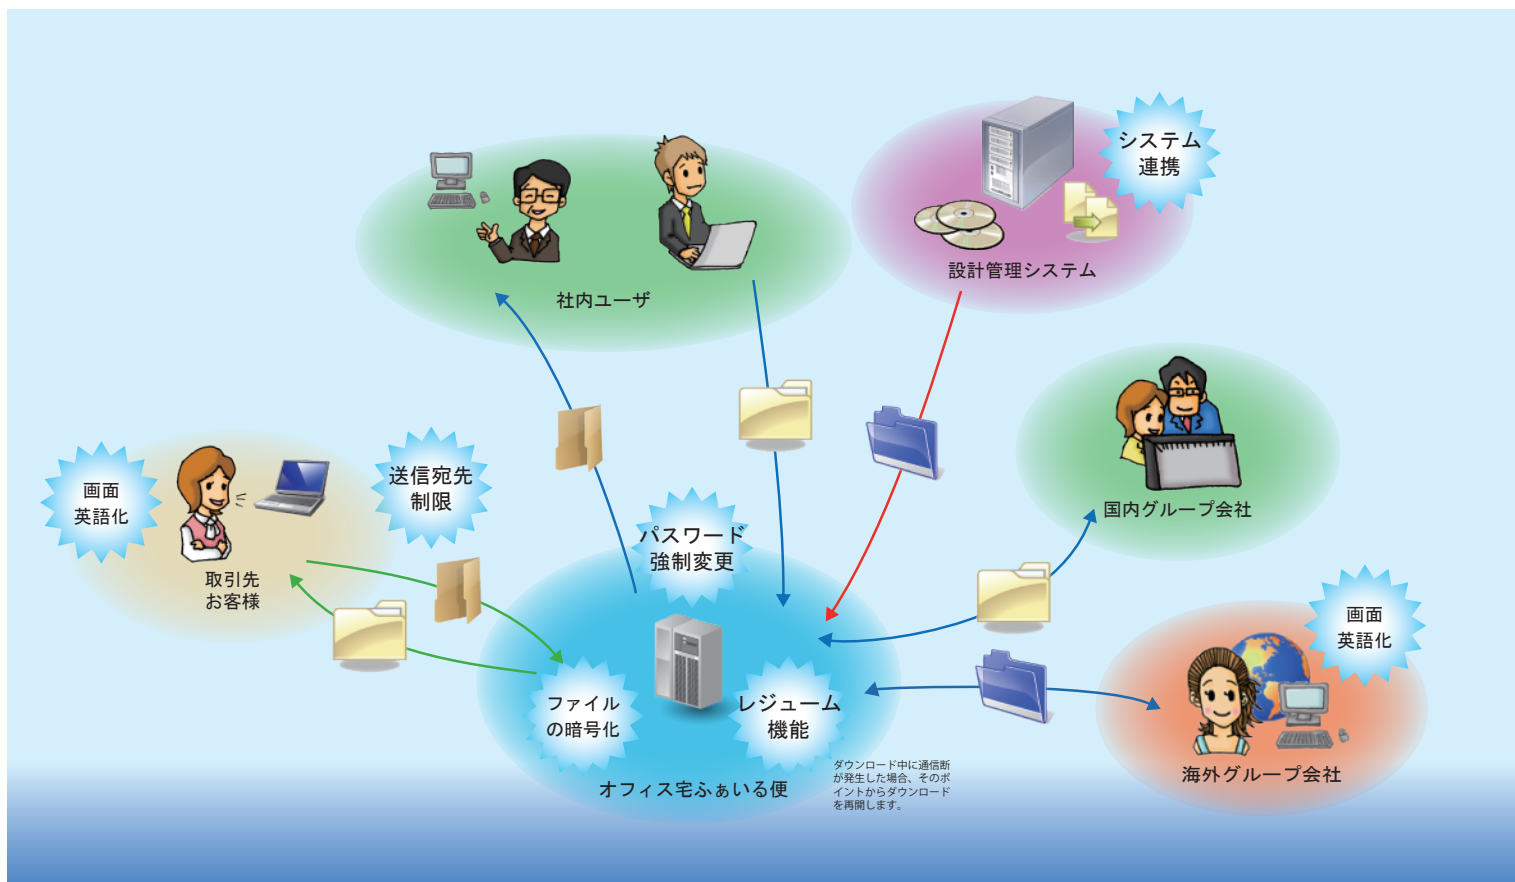 システム
連携
設計管理システム
社内ユーザ
国内グループ会社
画面
英語化
送信宛先
制限
取引先
お客様
パスワード
強制変更
ファイル
の暗号化
レジューム
機能
オフィス宅ふぁいる便
ダウンロード中に通信断
が発生した場合、そのポ
イントからダウンロード
を再開します。
画面
英語化
海外グループ会社